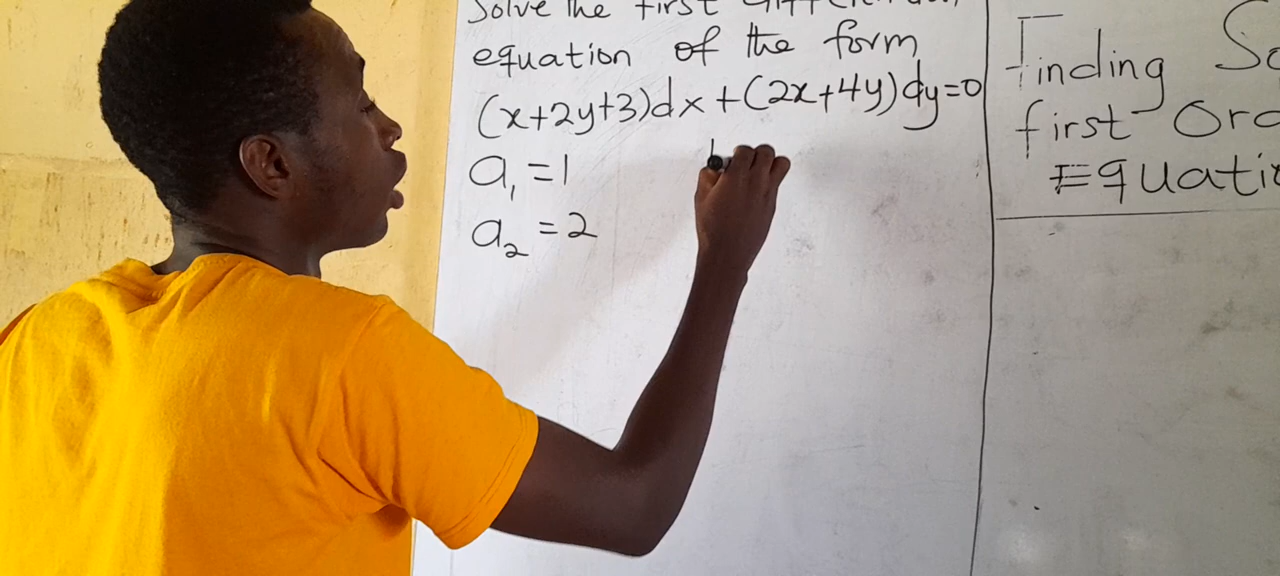 Solve the first
equation of the form
(x+2y+3)dx+(2x+4y)dy=0
a₁=1
a₂=2
Finding
first Ord
Equati